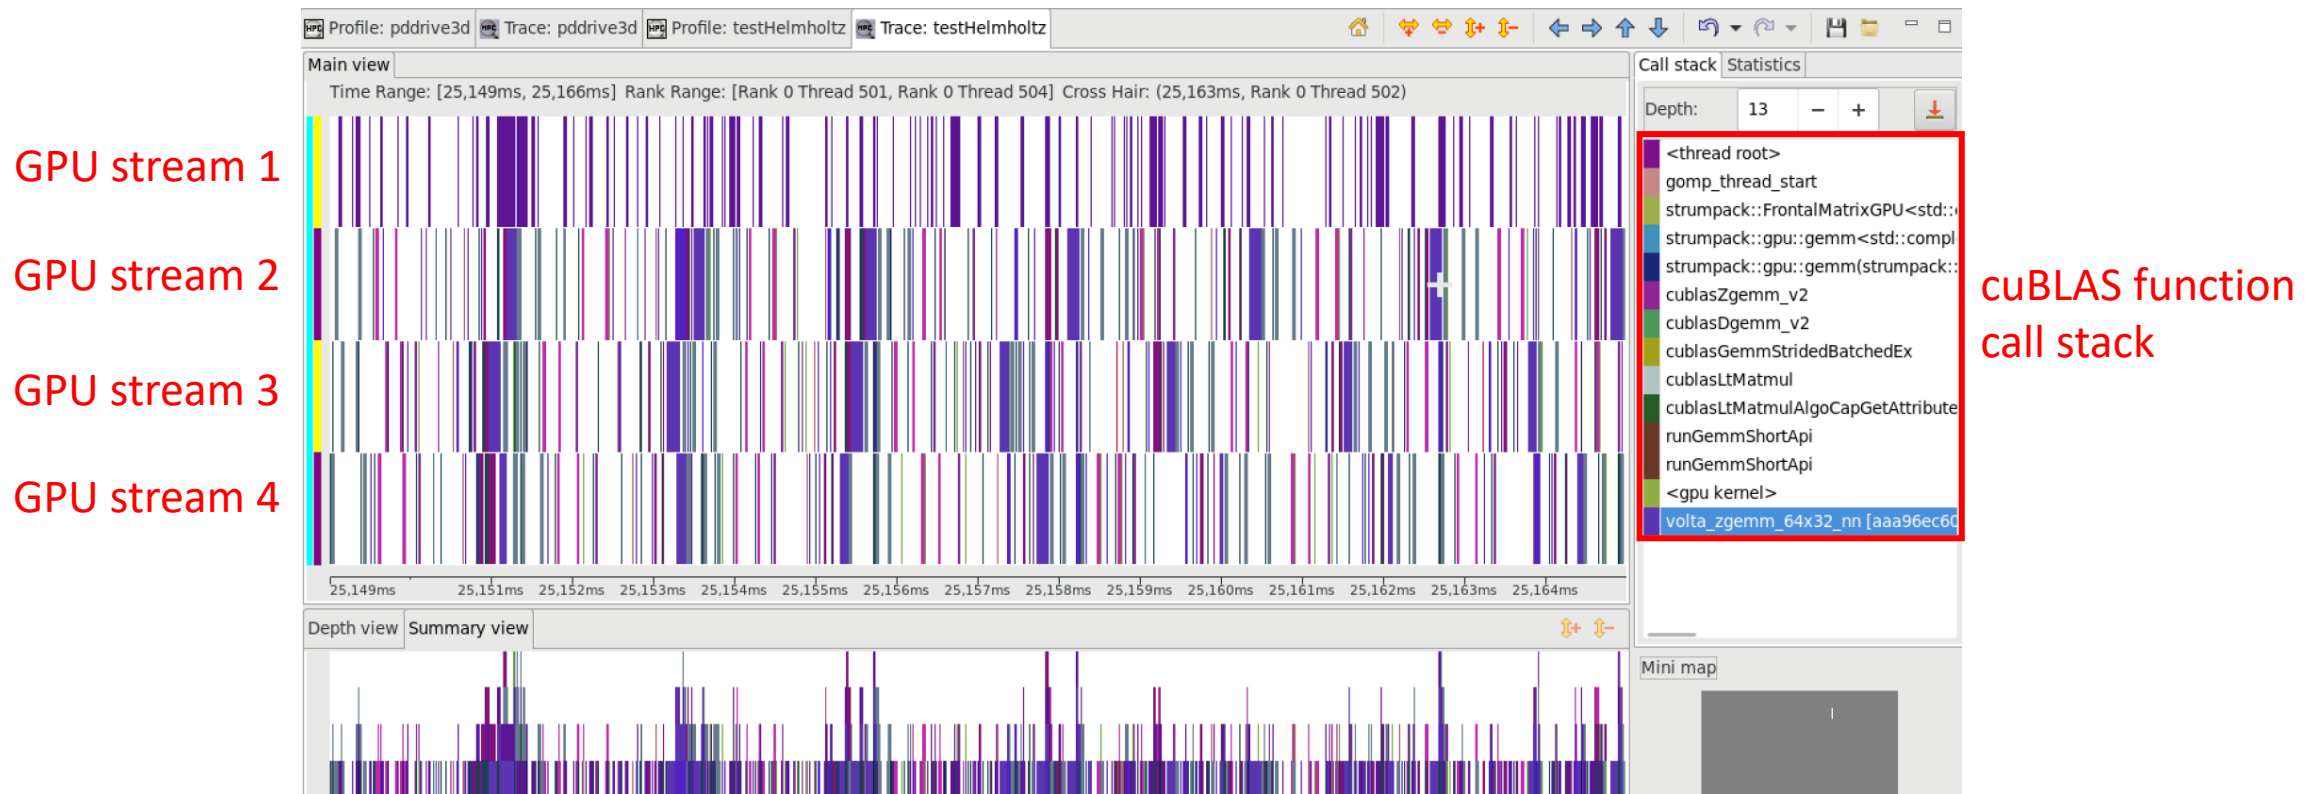 Profile: pddrive3d Trace: pddrive3d Profile: testHelmholtz Trace: testHelmholtz
Main view
Time Range: [25,149ms, 25,166ms] Rank Range: [Rank 0 Thread 501, Rank 0 Thread 504] Cross Hair: (25,163ms, Rank 0 Thread 502)
GPU stream 1
GPU stream 2
GPU stream 3
GPU stream 4
25,149ms 25,151ms 25,152ms 25,153ms 25,154ms 25,155ms 25,156ms 25,157ms 25,158ms 25,159ms 25,160ms 25,161ms 25,162ms 25,163ms 25,164ms
Depth view Summary view
Call stack Statistics
Depth: 13 − +
<thread root>
gomp_thread_start
strumpack::FrontalMatrixGPU<std::
strumpack::gpu::gemm<std::compl
strumpack::gpu::gemm(strumpack::
cublasZgemm_v2
cublasDgemm_v2
cublasGemmStridedBatchedEx
cublasLtMatmul
cublasLtMatmulAlgoCapGetAttribute
runGemmShortApi
runGemmShortApi
<gpu kernel>
volta_zgemm_64x32_nn [aaa96ec60
Mini map
cuBLAS function
call stack